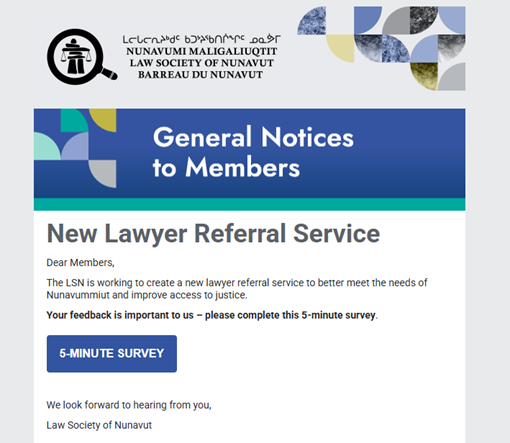 NUNAVUMI MALIGALIUQTIT
LAW SOCIETY OF NUNAVUT
BARREAU DU NUNAVUT
General Notices
to Members
New Lawyer Referral Service
Dear Members,
The LSN is working to create a new lawyer referral service to better meet the needs of
Nunavummiut and improve access to justice.
Your feedback is important to us – please complete this 5-minute survey.
5-MINUTE SURVEY
We look forward to hearing from you,
Law Society of Nunavut